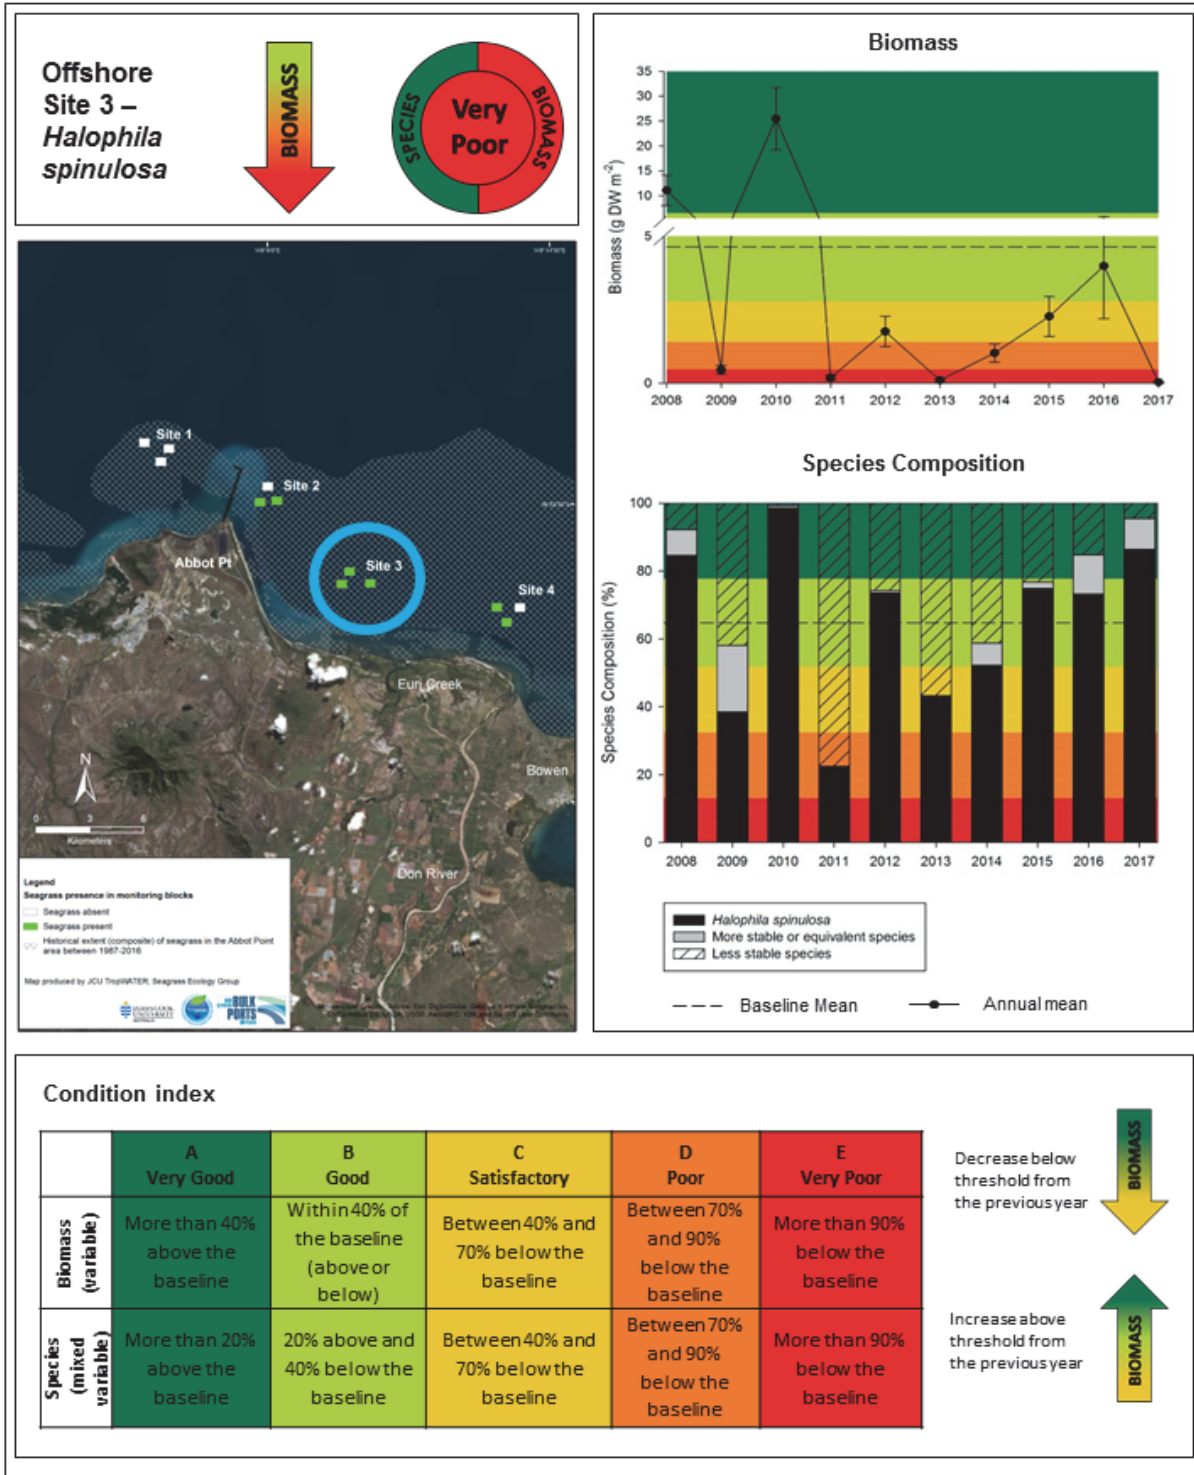 Offshore
Site 3 –
Halophila
spinulosa
BIOMASS
SPECIES
BIOMASS
Very
Poor
Site 1
Site 2
Site 3
Site 4
Abbot Pt
Euri Creek
Bowen
Don River
N
0 3 6
Kilometers
Legend
Seagrass presence in monitoring blocks
Seagrass absent
Seagrass present
Historical extent (composite) of seagrass in the Abbot Point
area between 1987-2016
Map produced by JCU TropWATER, Seagrass Ecology Group
JAMES COOK
UNIVERSITY
AUSTRALIA
BULK
PORTS
Biomass
Biomass (g DW m-2)
35
30
25
20
15
10
5
0
2008 2009 2010 2011 2012 2013 2014 2015 2016 2017
Species Composition
Species Composition (%)
100
80
60
40
20
0
2008 2009 2010 2011 2012 2013 2014 2015 2016 2017
Halophila spinulosa
More stable or equivalent species
Less stable species
Baseline Mean
Annual mean
Condition index
A
Very Good
B
Good
C
Satisfactory
D
Poor
E
Very Poor
Biomass
(variable)
More than 40%
above the
baseline
Within 40% of
the baseline
(above or
below)
Between 40% and
70% below the
baseline
Between 70%
and 90%
below the
baseline
More than 90%
below the
baseline
Species
(mixed
variable)
More than 20%
above the
baseline
20% above and
40% below the
baseline
Between 40% and
70% below the
baseline
Between 70%
and 90%
below the
baseline
More than 90%
below the
baseline
Decrease below
threshold from
the previous year
BIOMASS
Increase above
threshold from
the previous year
BIOMASS